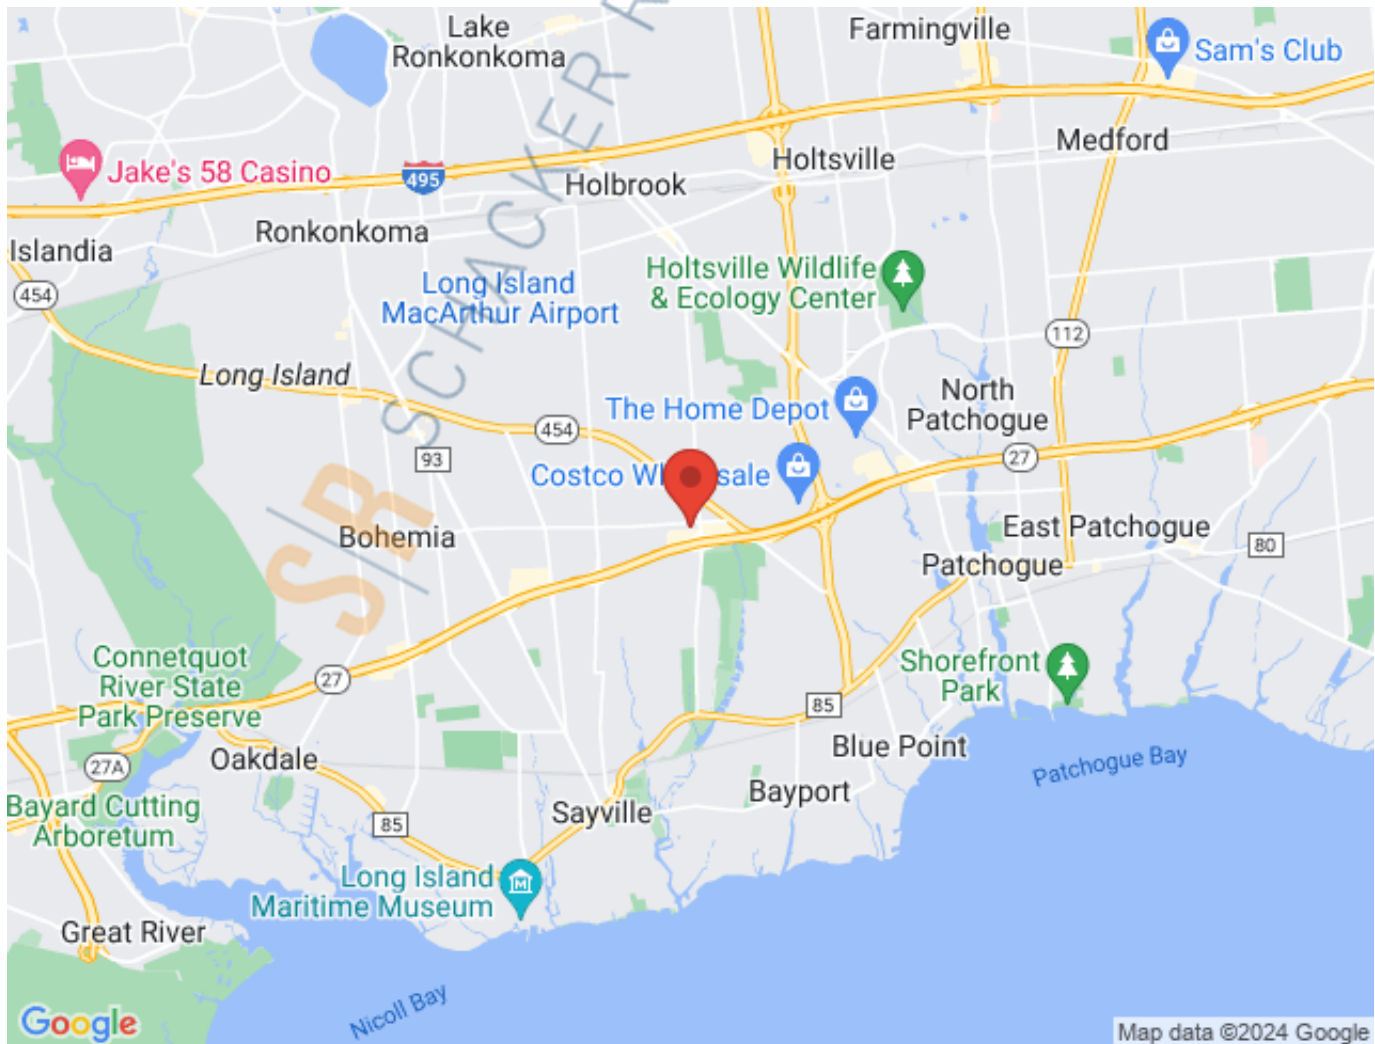 Lake
Ronkonkoma
Farmingville
Sam's Club
Medford
Jake's 58 Casino
495
Holtsville
Holbrook
Ronkonkoma
Islandia
454
Long Island
MacArthur Airport
Holtsville Wildlife
& Ecology Center
112
Long Island
The Home Depot
North
Patchogue
454
93
27
Costco Wh sale
SCHACKER R
S/R
Bohemia
East Patchogue
80
Patchogue
Connetquot
River State
Park Preserve
27
Shorefront
Park
85
Blue Point
Patchogue Bay
27A
Oakdale
Bayport
Bayard Cutting
Arboretum
85
Sayville
Long Island
Maritime Museum
Great River
Nicoll Bay
Google
Map data ©2024 Google